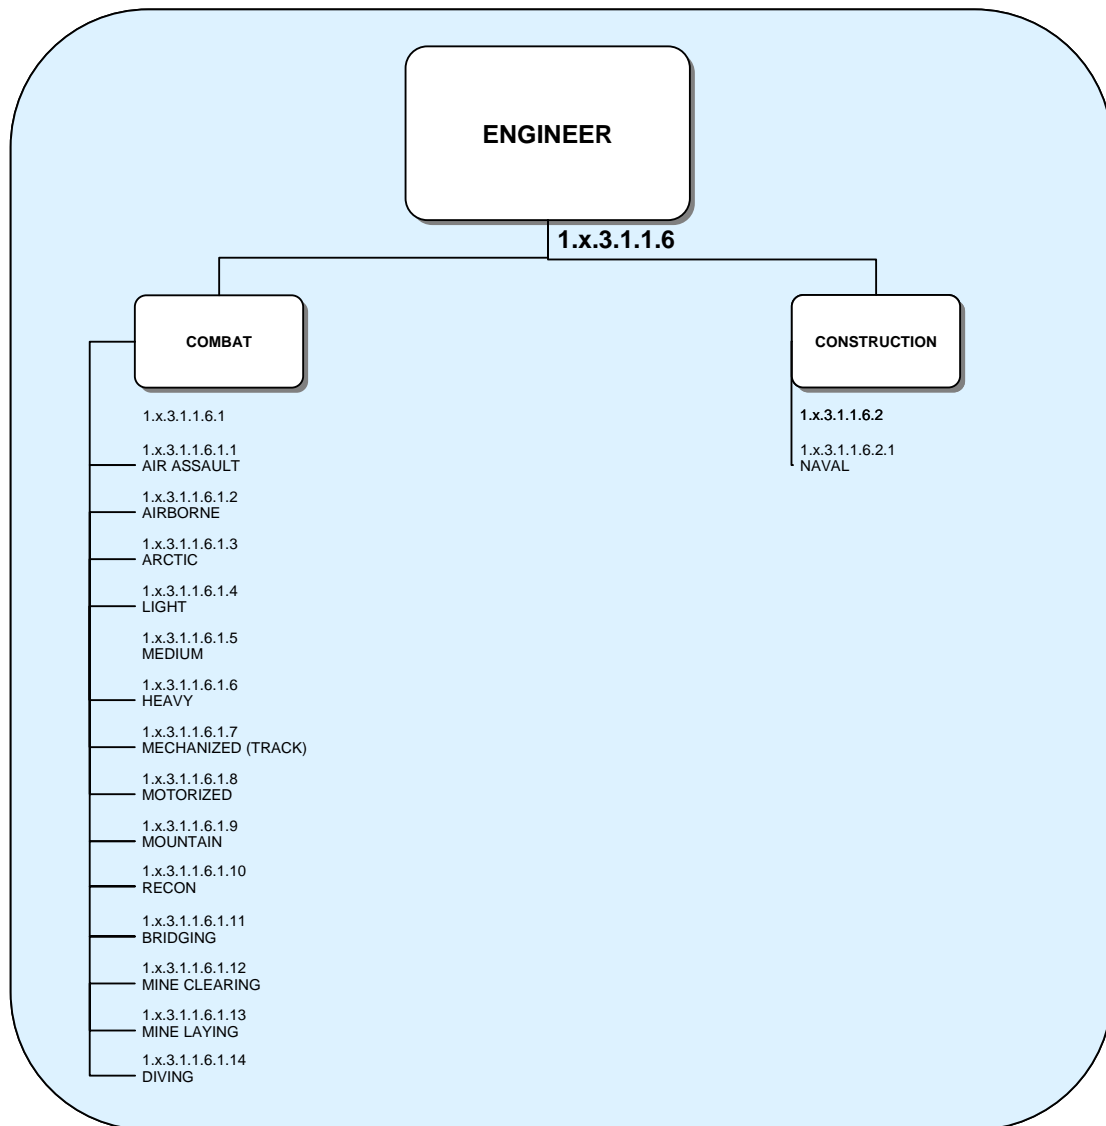 ENGINEER
1.x.3.1.1.6
COMBAT
1.x.3.1.1.6.1
1.x.3.1.1.6.1.1
AIR ASSAULT
1.x.3.1.1.6.1.2
AIRBORNE
1.x.3.1.1.6.1.3
ARCTIC
1.x.3.1.1.6.1.4
LIGHT
1.x.3.1.1.6.1.5
MEDIUM
1.x.3.1.1.6.1.6
HEAVY
1.x.3.1.1.6.1.7
MECHANIZED (TRACK)
1.x.3.1.1.6.1.8
MOTORIZED
1.x.3.1.1.6.1.9
MOUNTAIN
1.x.3.1.1.6.1.10
RECON
1.x.3.1.1.6.1.11
BRIDGING
1.x.3.1.1.6.1.12
MINE CLEARING
1.x.3.1.1.6.1.13
MINE LAYING
1.x.3.1.1.6.1.14
DIVING
CONSTRUCTION
1.x.3.1.1.6.2
1.x.3.1.1.6.2.1
NAVAL